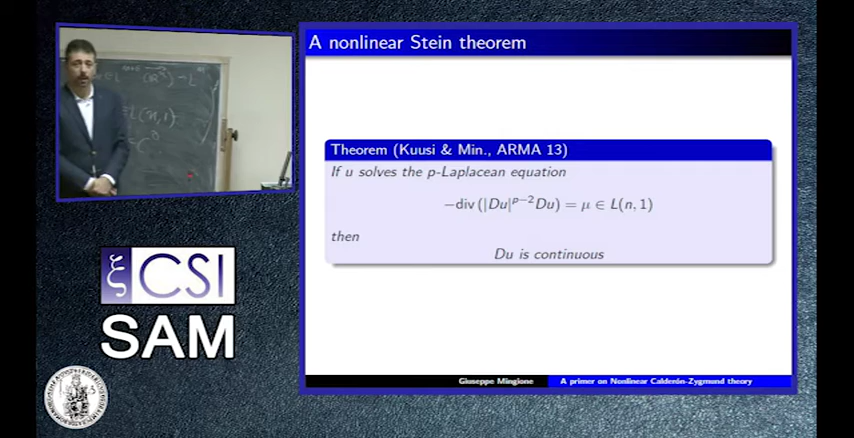 A nonlinear Stein theorem
Theorem (Kuusi & Min., ARMA 13)
If u solves the p-Laplacean equation
−div (|Du|^{p−2}Du) = μ ∈ L(n, 1)
then
Du is continuous
Giuseppe Mingione
A primer on Nonlinear Calderón-Zygmund theory
∈ L(n,1)
ξ CSI
SAM